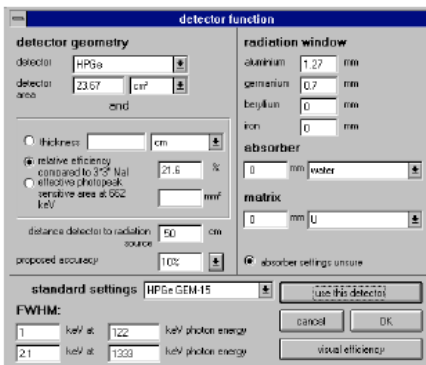 detector function
detector geometry
detector HPGe
detector area 23.67 cm²
and
thickness cm
relative efficiency compared to 3*3" NaI 21.6 %
effective photopeak sensitive area at 662 keV mm²
distance detector to radiation source 50 cm
proposed accuracy 10%
radiation window
aluminium 1.27 mm
germanium 0.7 mm
beryllium 0 mm
iron 0 mm
absorber
0 mm water
matrix
0 mm U
absorber settings unsure
standard settings HPGe GEM-15
use this detector
FWHM:
1 keV at 122 keV photon energy
2.1 keV at 1333 keV photon energy
cancel OK
visual efficiency